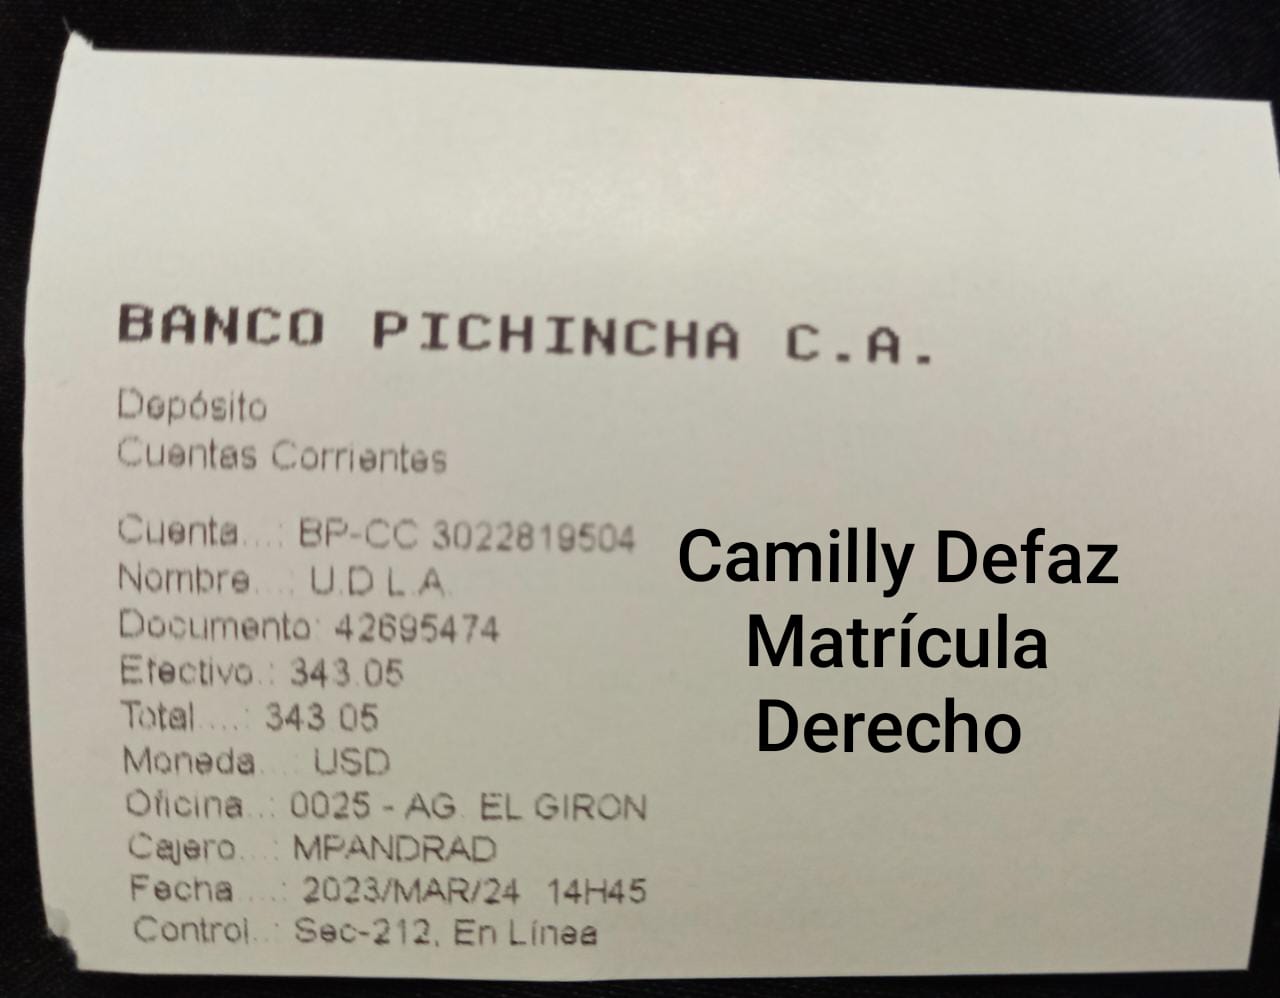 BANCO PICHINCHA C.A.
Depósito
Cuentas Corrientes
Cuenta...: BP-CC 3022819504
Nombre...: U.D.L.A.
Documento: 42695474
Efectivo.: 343.05
Total....: 343.05
Moneda...: USD
Oficina..: 0025 - AG. EL GIRON
Cajero...: MPANDRAD
Fecha....: 2023/MAR/24 14H45
Control..: Sec-212, En Línea
Camilly Defaz
Matrícula
Derecho